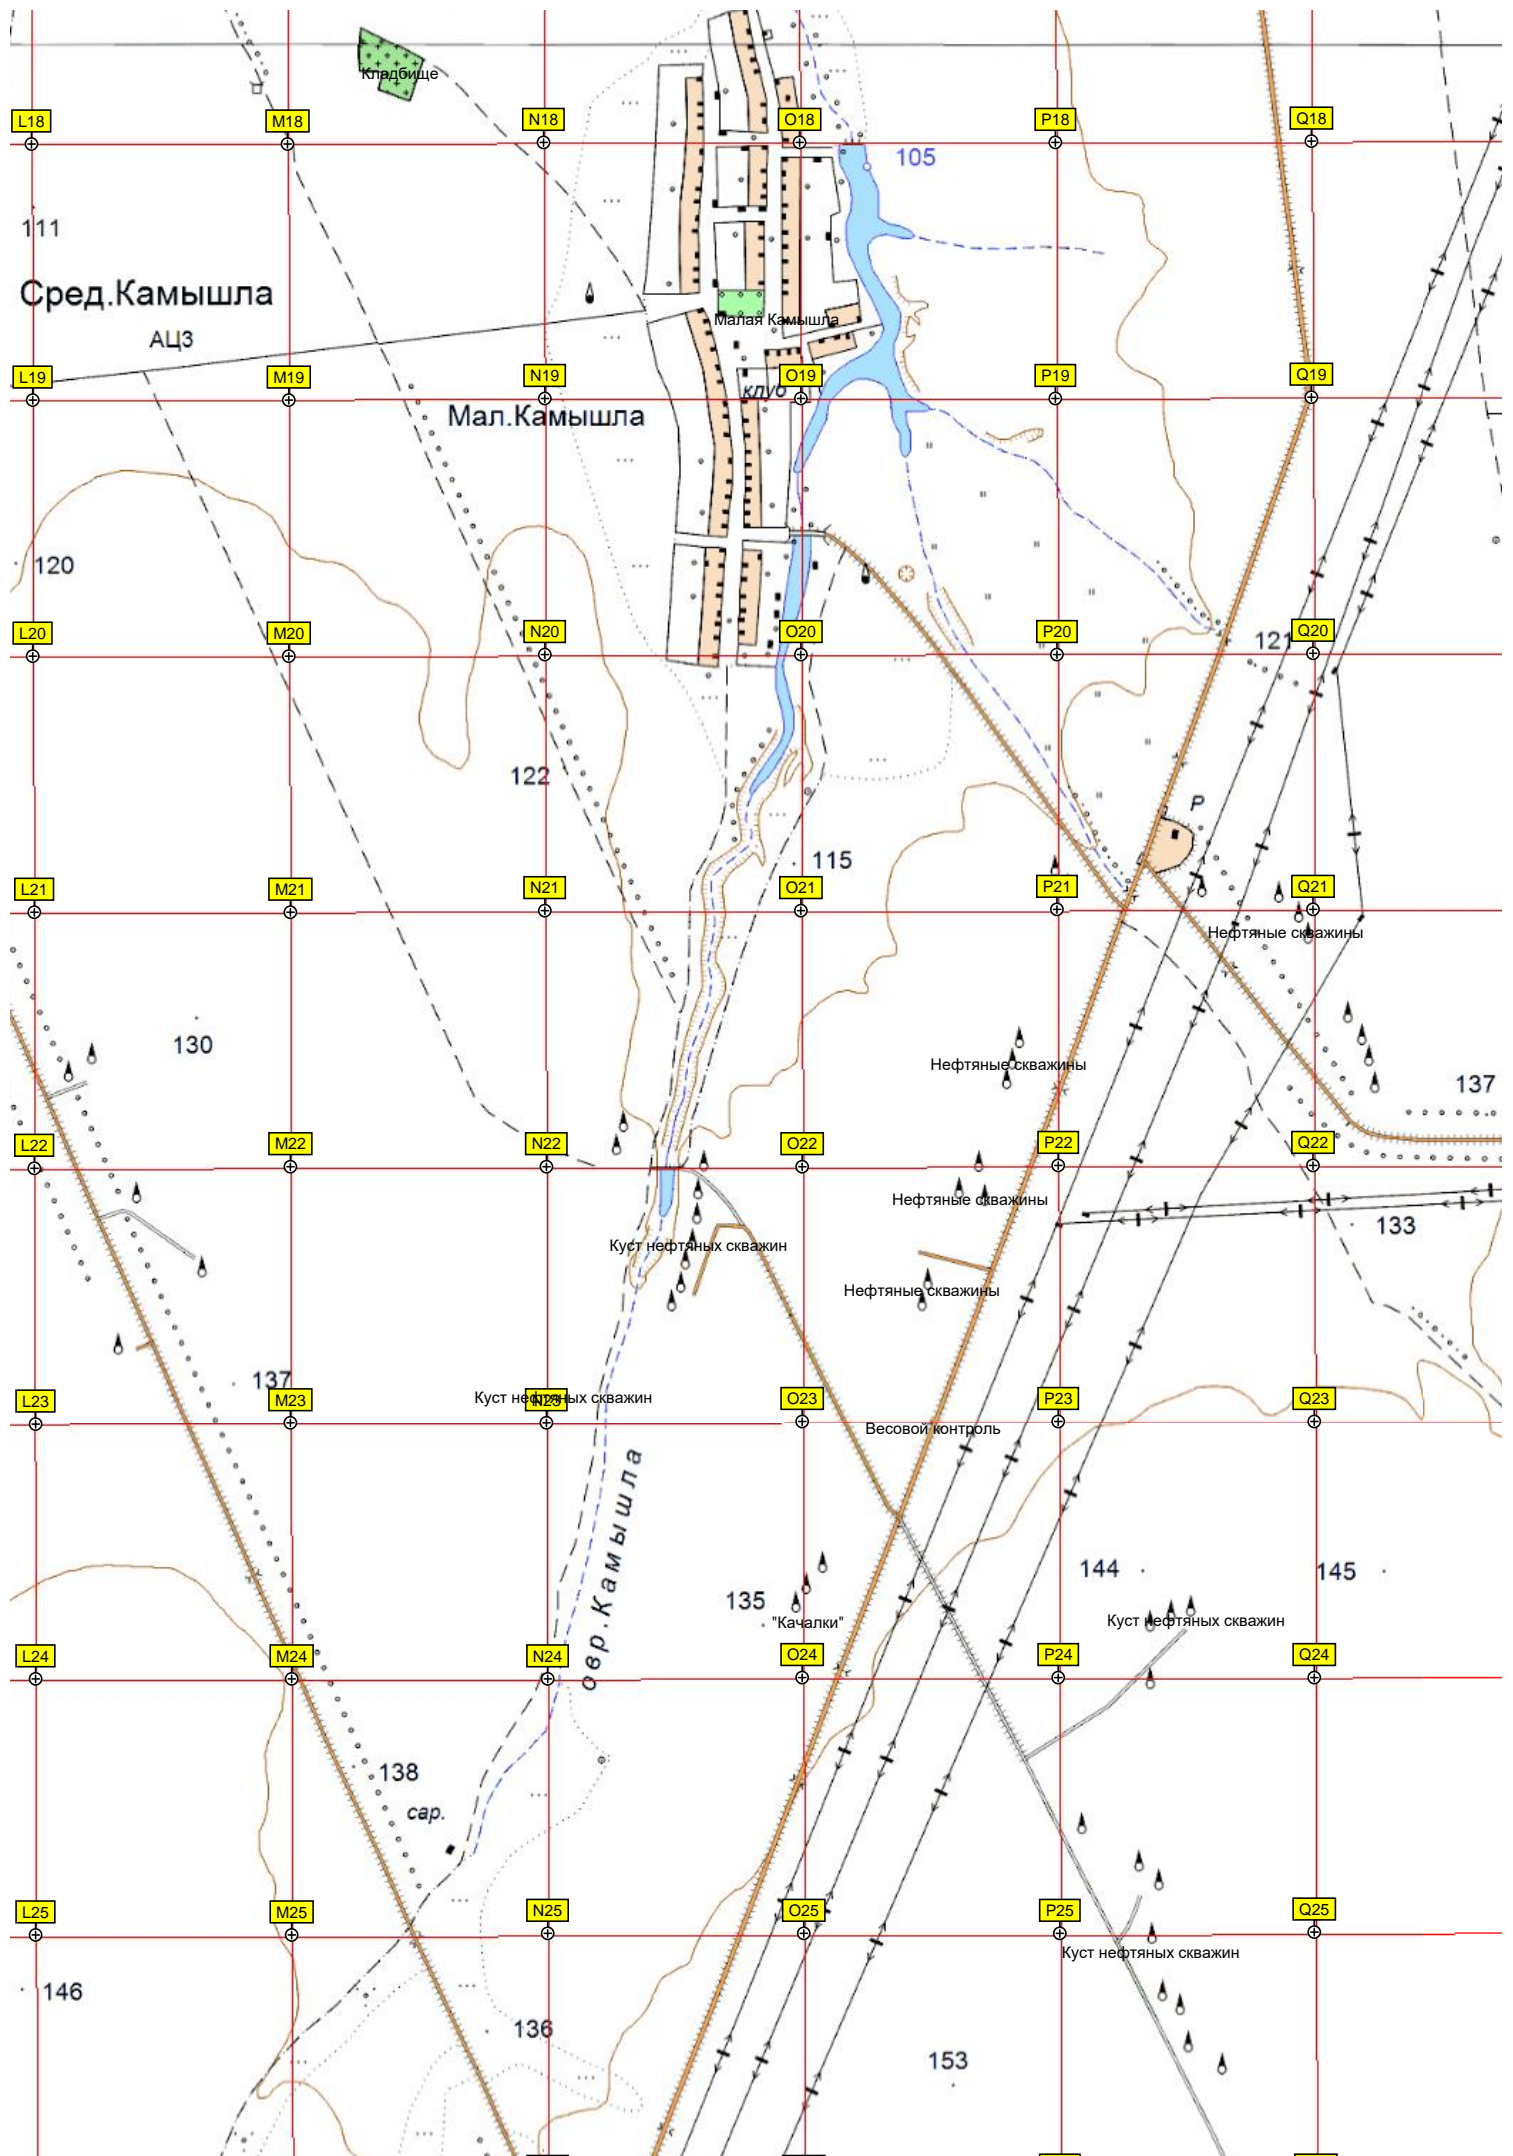 Кладбище
L18
M18
N18
O18
P18
Q18
105
111
Сред.Камышла
АЦЗ
Малая Камышла
L19
M19
N19
клуб
O19
P19
Q19
Мал.Камышла
120
L20
M20
N20
O20
P20
121
Q20
122
Р
115
L21
M21
N21
O21
P21
Q21
Нефтяные скважины
130
Нефтяные скважины
137
L22
M22
N22
O22
P22
Q22
Нефтяные скважины
133
Куст нефтяных скважин
Нефтяные скважины
137
L23
M23
Куст нефтяных скважин
N23
O23
P23
Q23
Весовой контроль
овр.Камышла
144
145
135
"Качалки"
Куст нефтяных скважин
L24
M24
N24
O24
P24
Q24
138
сар.
L25
M25
N25
O25
P25
Q25
Куст нефтяных скважин
146
136
153